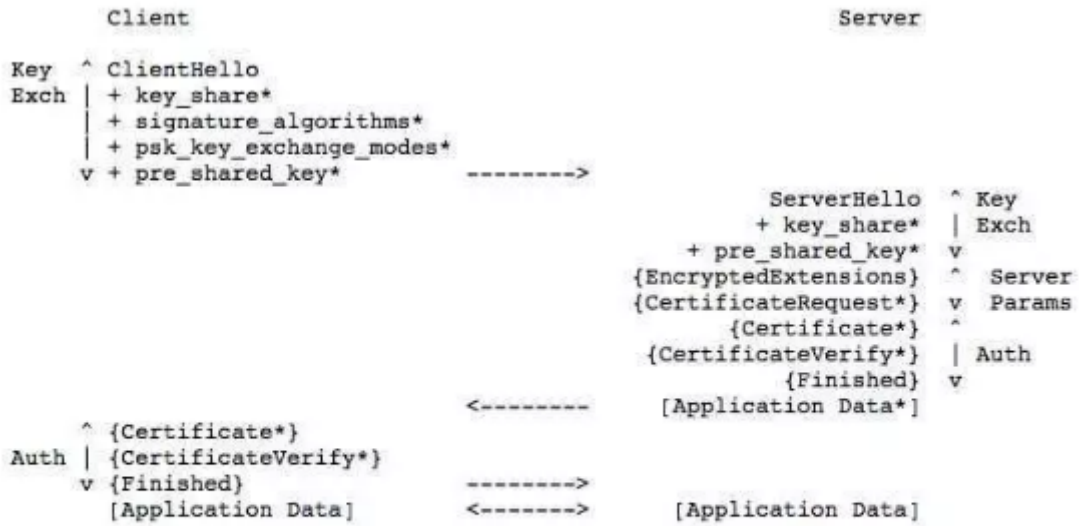 Client Server
Key ^ ClientHello
Exch | + key_share*
| + signature_algorithms*
| + psk_key_exchange_modes*
v + pre_shared_key* -------->
ServerHello ^ Key
+ key_share* | Exch
+ pre_shared_key* v
{EncryptedExtensions} ^ Server
{CertificateRequest*} v Params
{Certificate*} ^
{CertificateVerify*} | Auth
{Finished} v
<-------- [Application Data*]
^ {Certificate*}
Auth | {CertificateVerify*}
v {Finished} -------->
[Application Data] <-------> [Application Data]